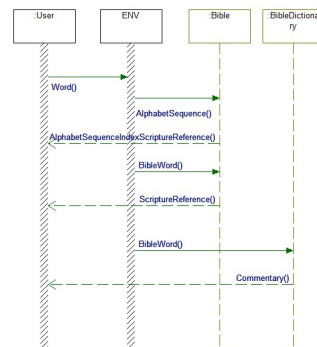 :User
ENV
:Bible
:BibleDictiona
ry
Word()
AlphabetSequence()
AlphabetSequenceIndexScriptureReference()
BibleWord()
ScriptureReference()
BibleWord()
Commentary()